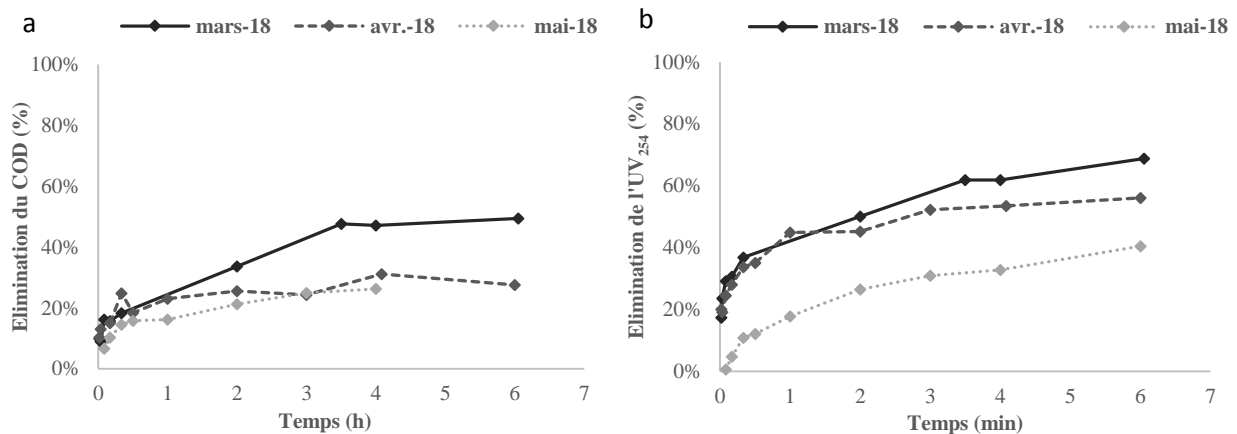 a
mars-18 avr.-18 mai-18
Elimination du COD (%)
100%
80%
60%
40%
20%
0%
0 1 2 3 4 5 6 7
Temps (h)
b
mars-18 avr.-18 mai-18
Elimination de l'UV254 (%)
100%
80%
60%
40%
20%
0%
0 1 2 3 4 5 6 7
Temps (min)